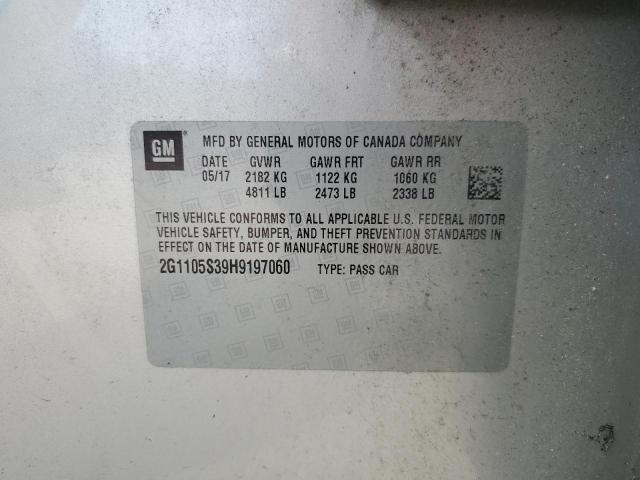 GM MFD BY GENERAL MOTORS OF CANADA COMPANY
DATE GVWR GAWR FRT GAWR RR
05/17 2182 KG 1122 KG 1060 KG
4811 LB 2473 LB 2338 LB
THIS VEHICLE CONFORMS TO ALL APPLICABLE U.S. FEDERAL MOTOR
VEHICLE SAFETY, BUMPER, AND THEFT PREVENTION STANDARDS IN
EFFECT ON THE DATE OF MANUFACTURE SHOWN ABOVE.
2G1105S39H9197060 TYPE: PASS CAR